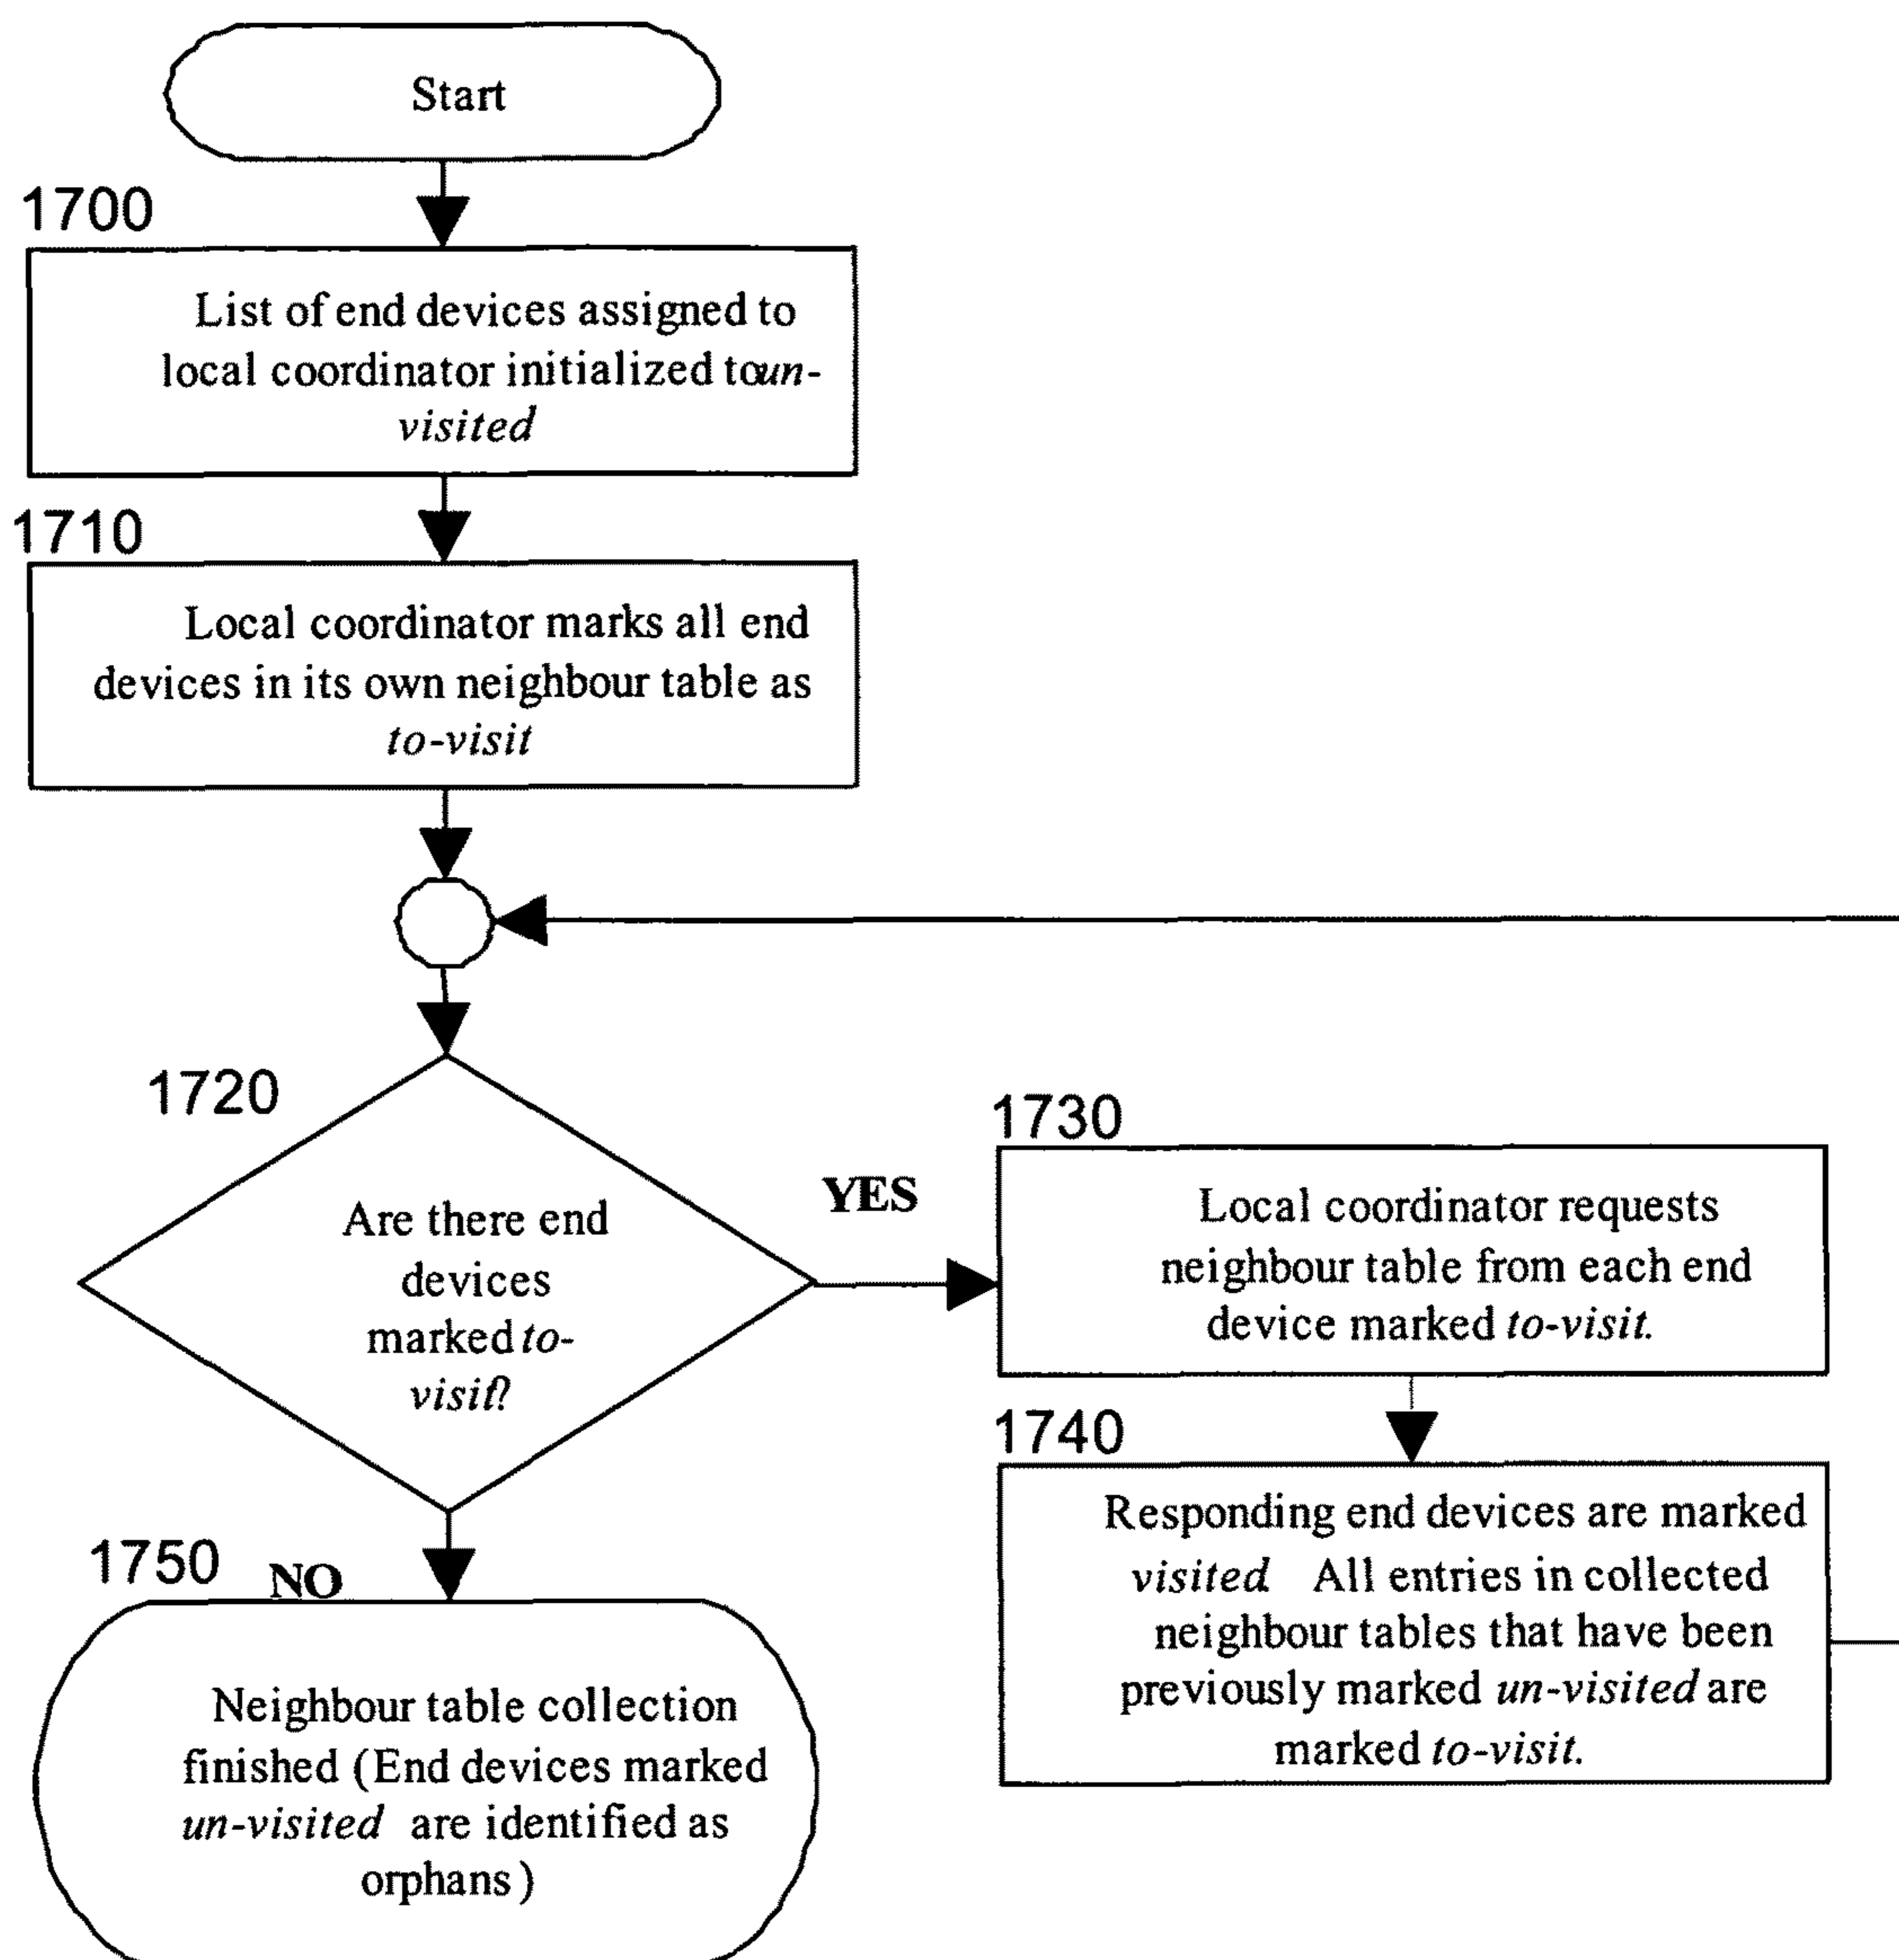 Start
1700
List of end devices assigned to
local coordinator initialized to un-
visited
1710
Local coordinator marks all end
devices in its own neighbour table as
to-visit
1720
Are there end
devices
marked to-
visit?
YES
1730
Local coordinator requests
neighbour table from each end
device marked to-visit.
1740
Responding end devices are marked
visited All entries in collected
neighbour tables that have been
previously marked un-visited are
marked to-visit.
1750
NO
Neighbour table collection
finished (End devices marked
un-visited are identified as
orphans)